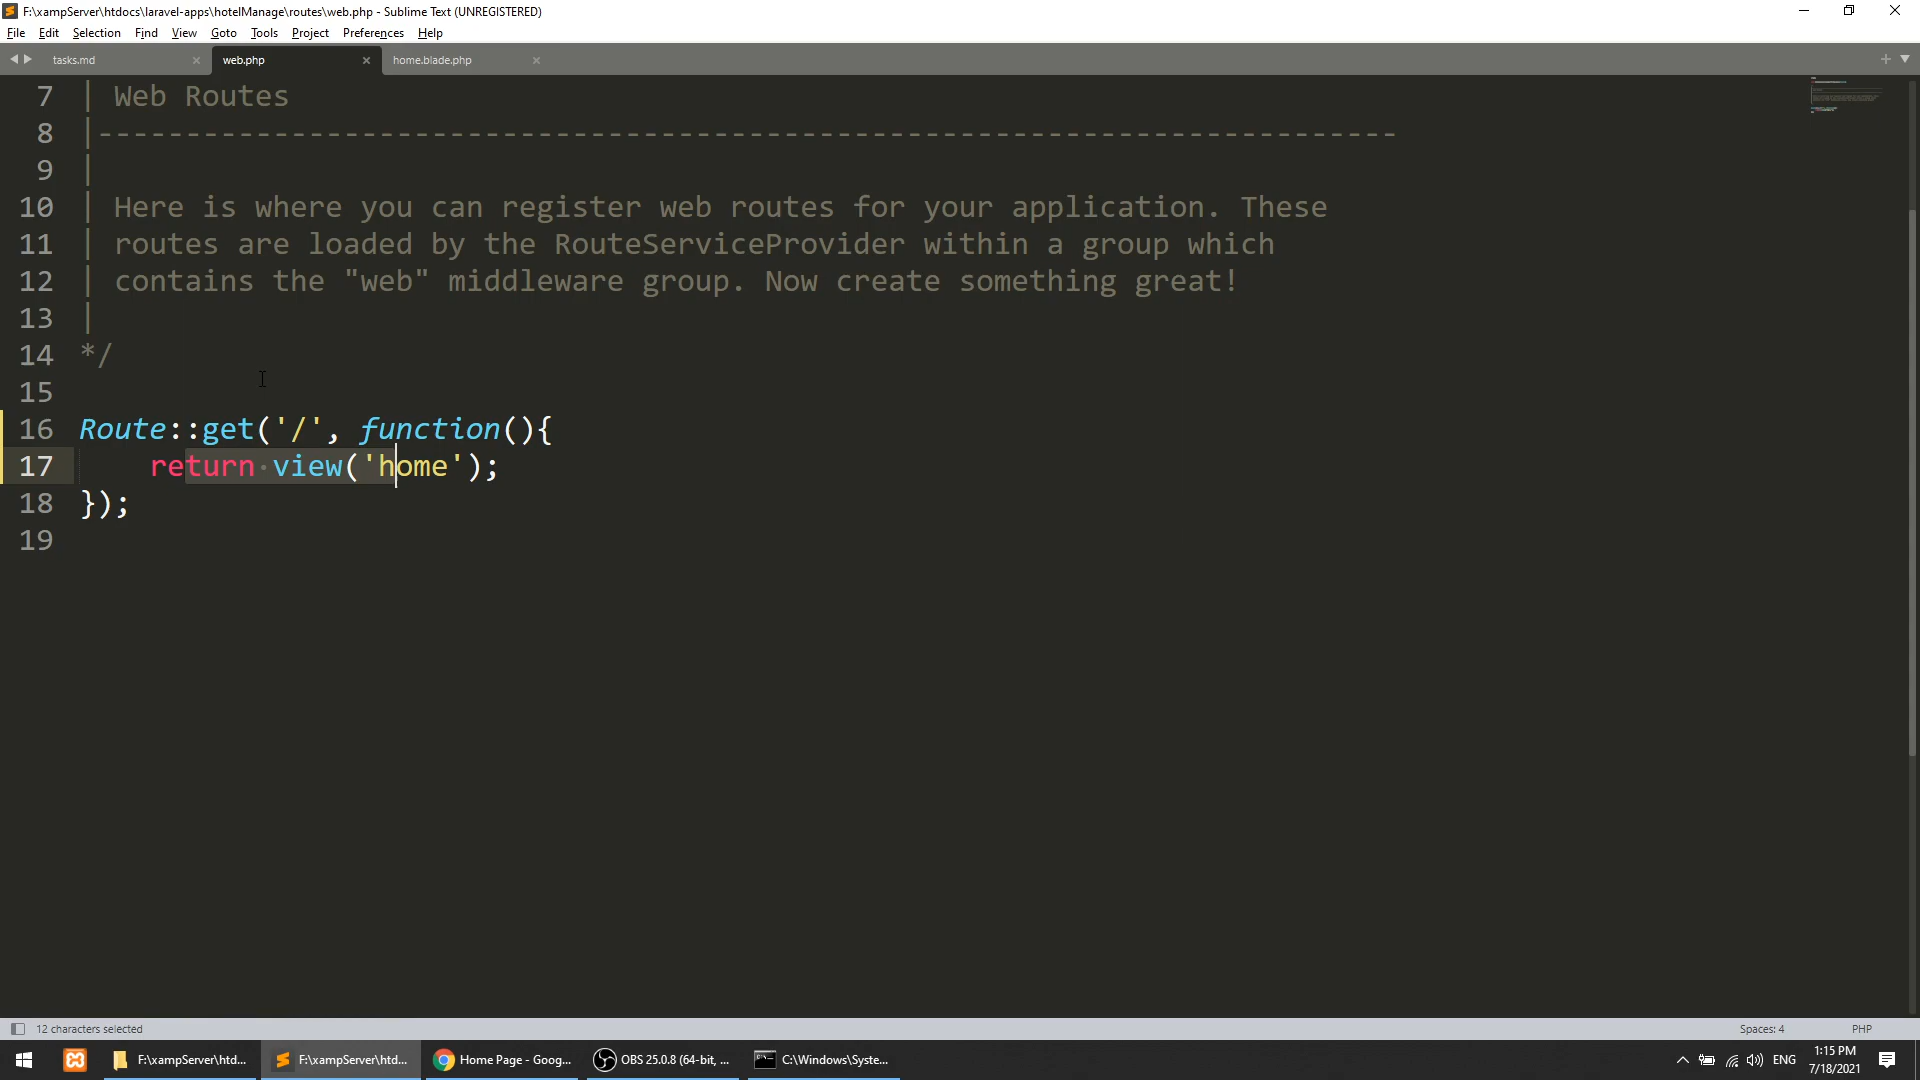 F:\xampServer\htdocs\laravel-apps\hotelManage\routes\web.php - Sublime Text (UNREGISTERED)
File Edit Selection Find View Goto Tools Project Preferences Help
tasks.md web.php home.blade.php
7 | Web Routes
8 |--------------------------------------------------------------------------
9 |
10 | Here is where you can register web routes for your application. These
11 | routes are loaded by the RouteServiceProvider within a group which
12 | contains the "web" middleware group. Now create something great!
13 |
14 */
15
16 Route::get('/', function(){
17     return view('home');
18 });
19
12 characters selected Spaces: 4 PHP
F:\xampServer\htd... F:\xampServer\htd... Home Page - Goog... OBS 25.0.8 (64-bit, ... C:\Windows\Syste... ENG 1:15 PM
7/18/2021